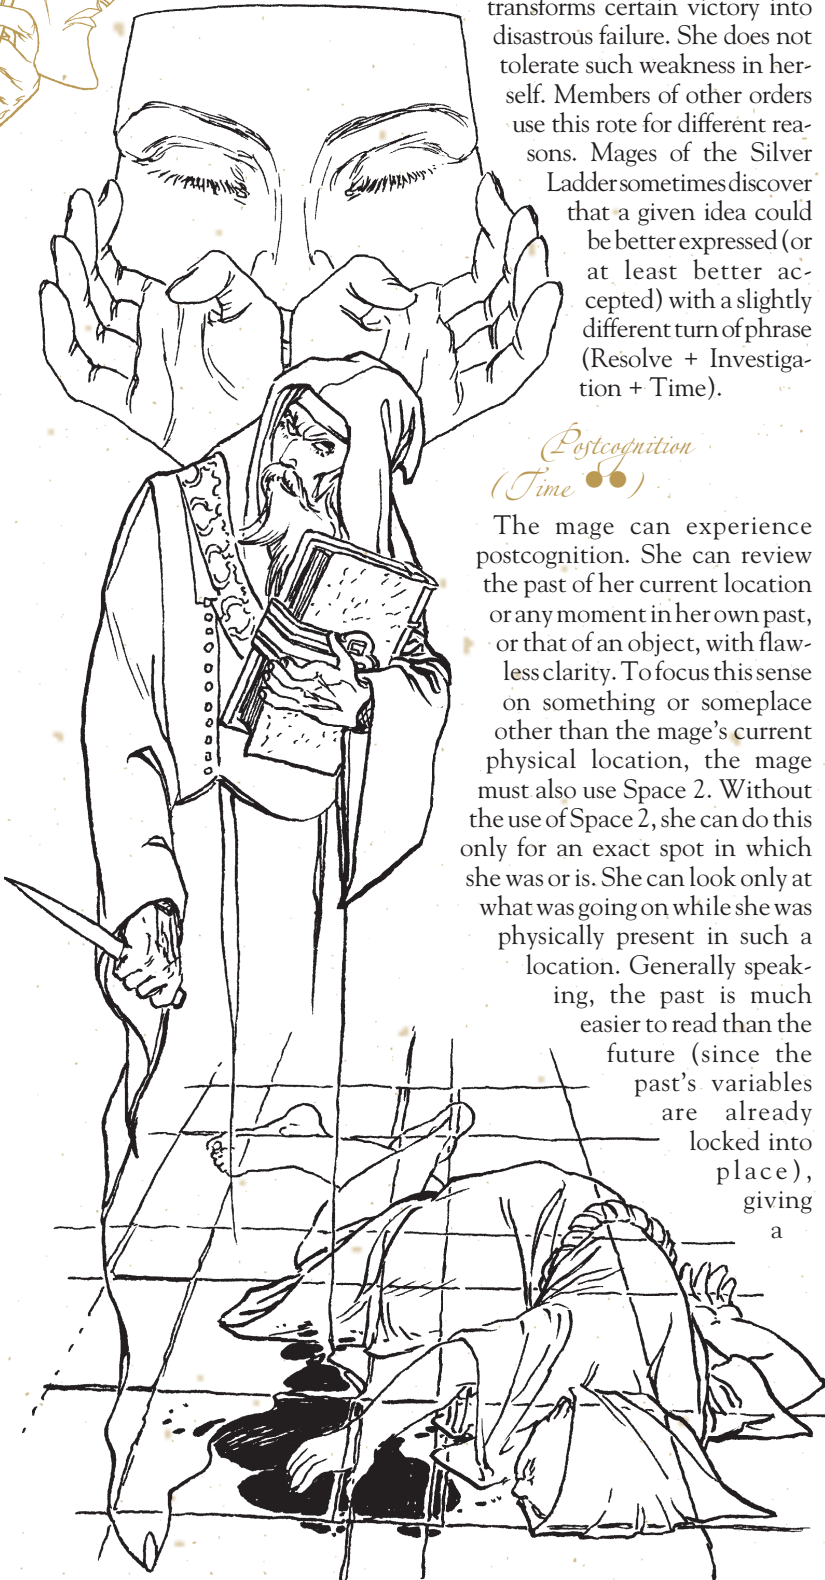 transforms certain victory into
disastrous failure. She does not
tolerate such weakness in her-
self. Members of other orders
use this rote for different rea-
sons. Mages of the Silver
Ladder sometimes discover
that a given idea could
be better expressed (or
at least better ac-
cepted) with a slightly
different turn of phrase
(Resolve + Investiga-
tion + Time).
Postcognition
(Time ●●)
The mage can experience
postcognition. She can review
the past of her current location
or any moment in her own past,
or that of an object, with flaw-
less clarity. To focus this sense
on something or someplace
other than the mage's current
physical location, the mage
must also use Space 2. Without
the use of Space 2, she can do this
only for an exact spot in which
she was or is. She can look only at
what was going on while she was
physically present in such a
location. Generally speak-
ing, the past is much
easier to read than the
future (since the
past's variables
are already
locked into
place),
giving
a